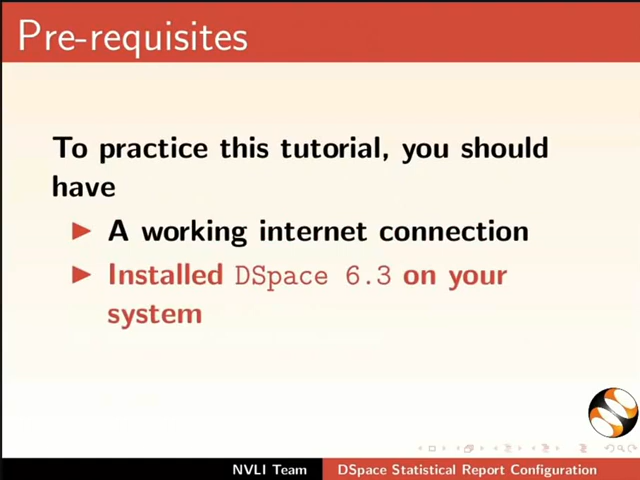 Pre-requisites
To practice this tutorial, you should
have
A working internet connection
Installed DSpace 6.3 on your
system
NVLI Team
DSpace Statistical Report Configuration